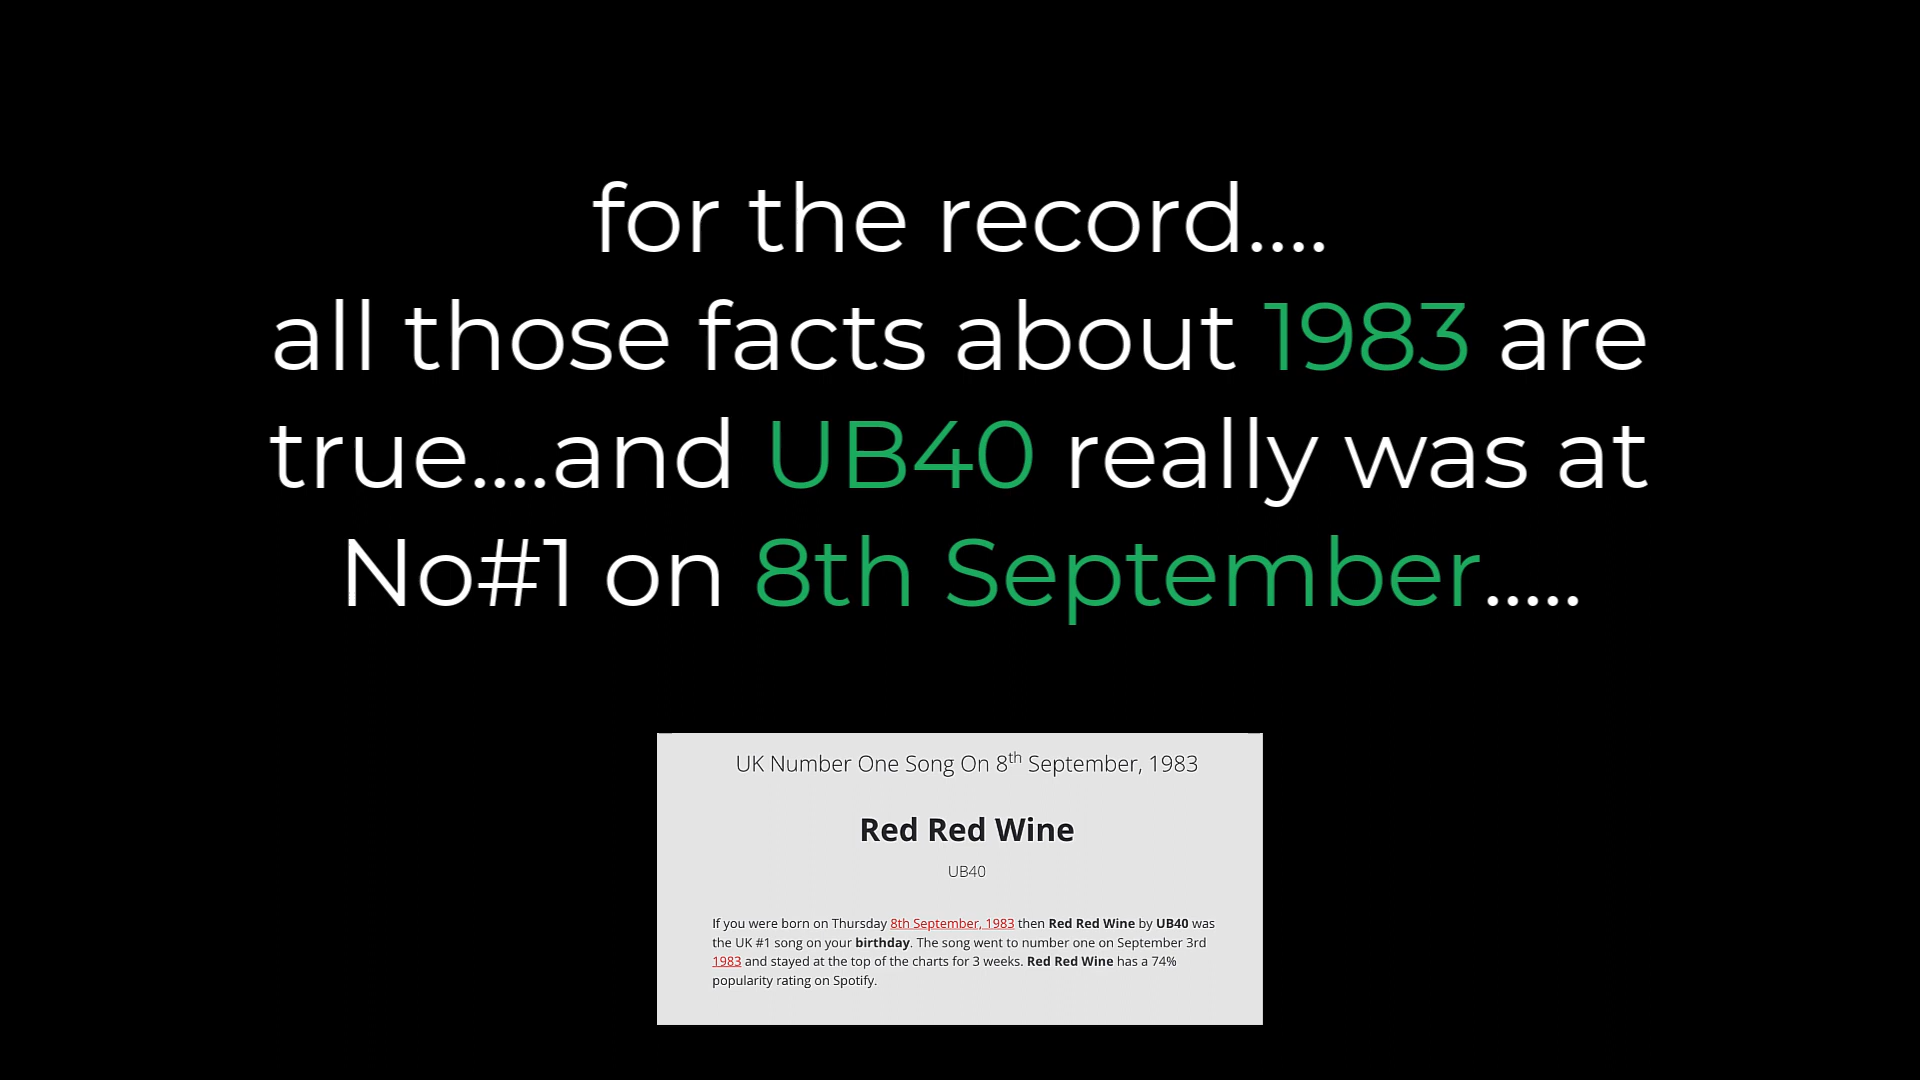 for the record....
all those facts about 1983 are
true....and UB40 really was at
No#1 on 8th September.....
UK Number One Song On 8th September, 1983
Red Red Wine
UB40
If you were born on Thursday 8th September, 1983 then Red Red Wine by UB40 was
the UK #1 song on your birthday. The song went to number one on September 3rd
1983 and stayed at the top of the charts for 3 weeks. Red Red Wine has a 74%
popularity rating on Spotify.